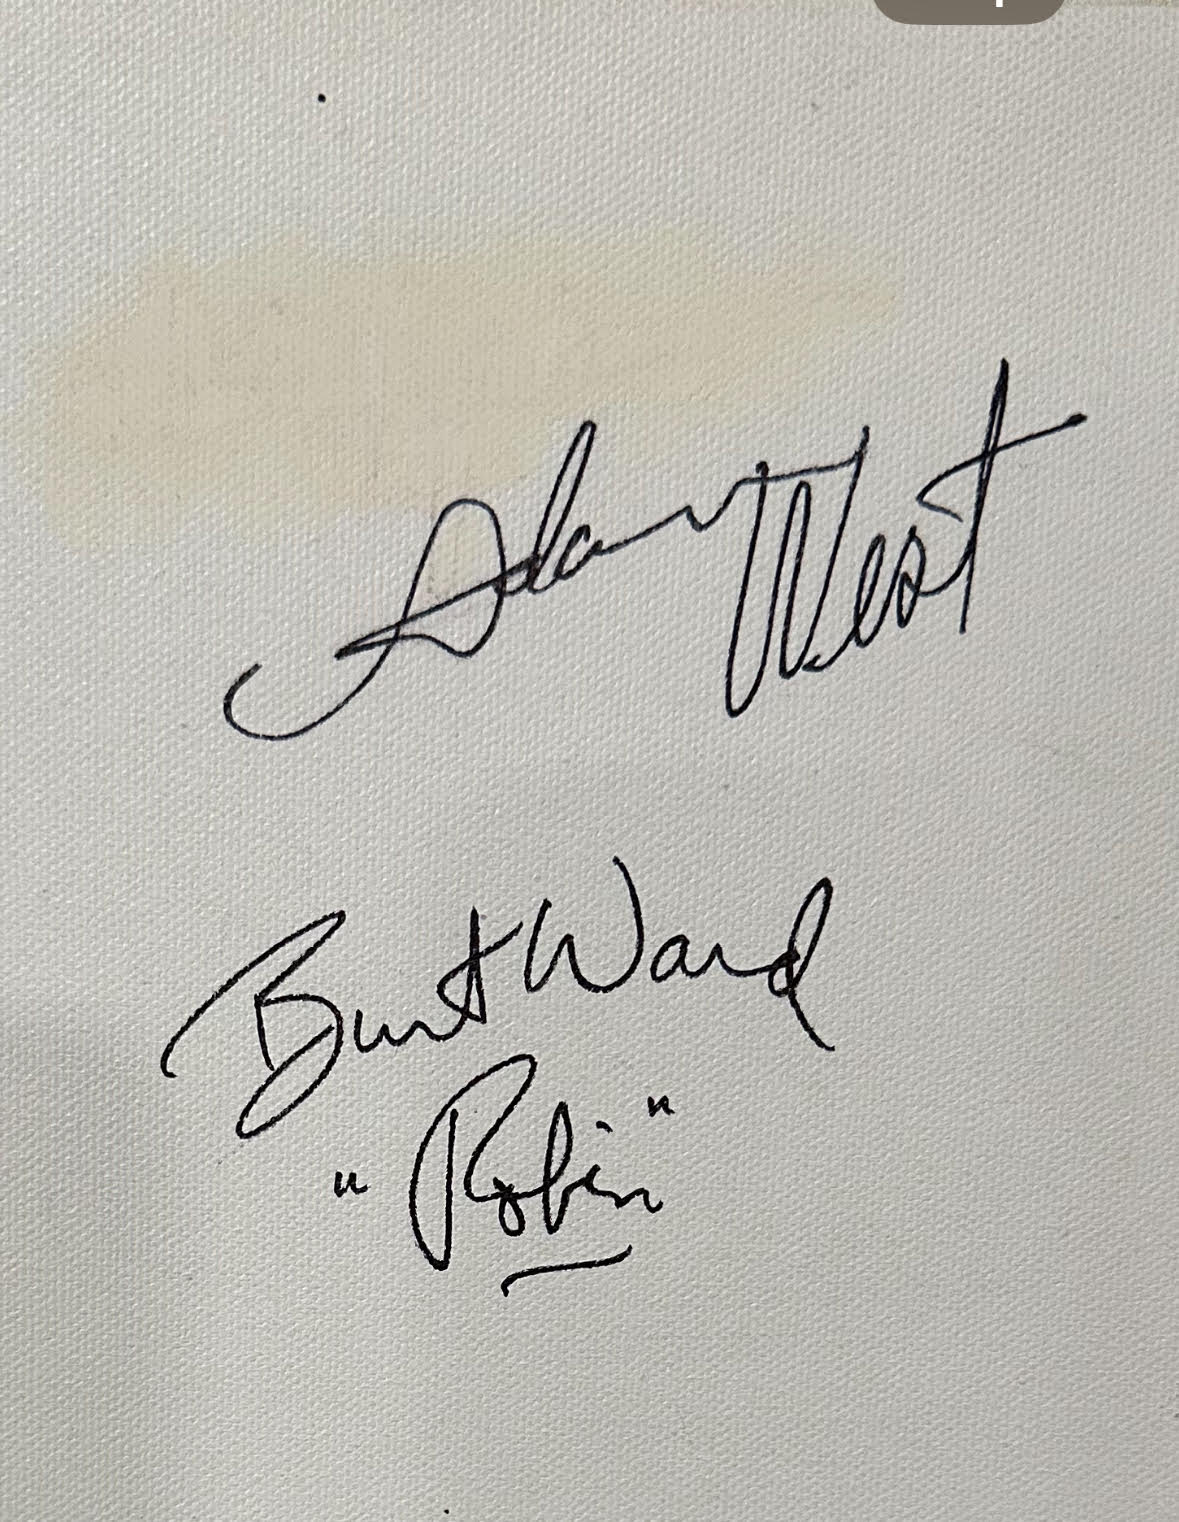 Adam West
Burt Ward
"Robin"